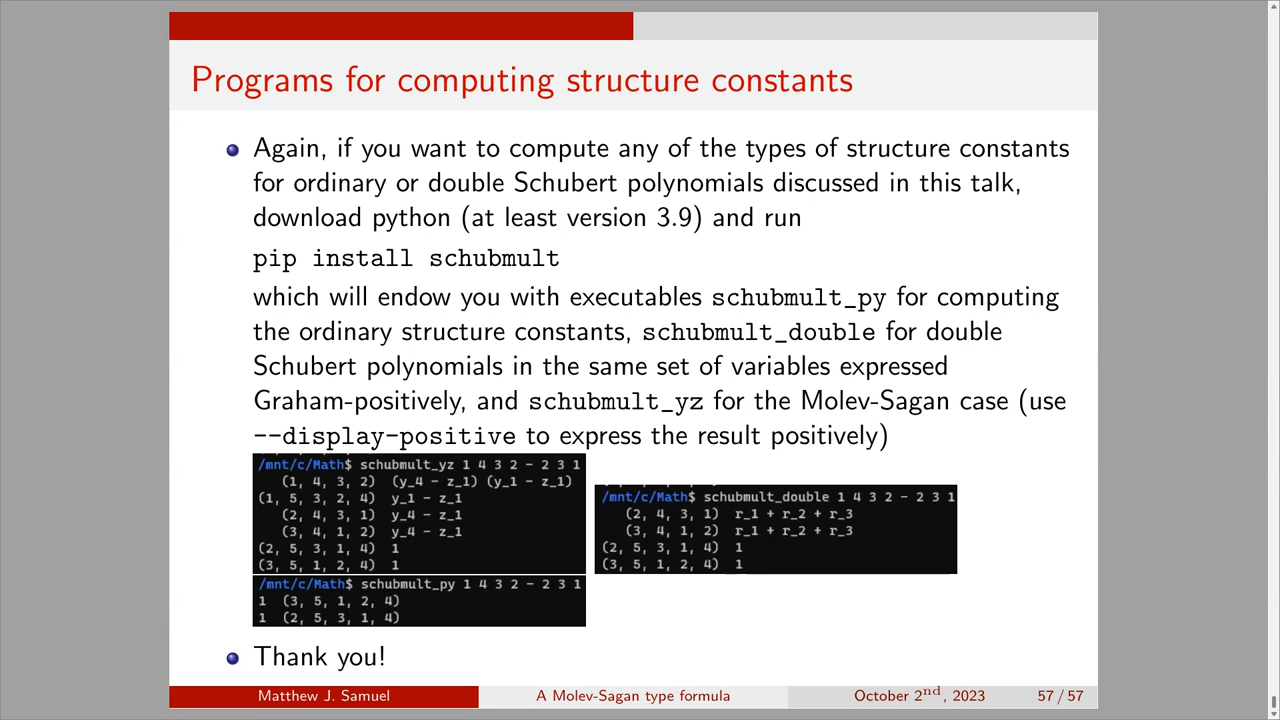 Programs for computing structure constants
Again, if you want to compute any of the types of structure constants
for ordinary or double Schubert polynomials discussed in this talk,
download python (at least version 3.9) and run
pip install schubmult
which will endow you with executables schubmult_py for computing
the ordinary structure constants, schubmult_double for double
Schubert polynomials in the same set of variables expressed
Graham-positively, and schubmult_yz for the Molev-Sagan case (use
--display-positive to express the result positively)
/mnt/c/Math$ schubmult_yz 1 4 3 2 - 2 3 1
(1, 4, 3, 2) (y_4 - z_1) (y_1 - z_1)
(1, 5, 3, 2, 4) y_1 - z_1
(2, 4, 3, 1) y_4 - z_1
(3, 4, 1, 2) y_4 - z_1
(2, 5, 3, 1, 4) 1
(3, 5, 1, 2, 4) 1
/mnt/c/Math$ schubmult_py 1 4 3 2 - 2 3 1
1 (3, 5, 1, 2, 4)
1 (2, 5, 3, 1, 4)
/mnt/c/Math$ schubmult_double 1 4 3 2 - 2 3 1
(2, 4, 3, 1) r_1 + r_2 + r_3
(3, 4, 1, 2) r_1 + r_2 + r_3
(2, 5, 3, 1, 4) 1
(3, 5, 1, 2, 4) 1
Thank you!
Matthew J. Samuel A Molev-Sagan type formula October 2nd, 2023 57 / 57